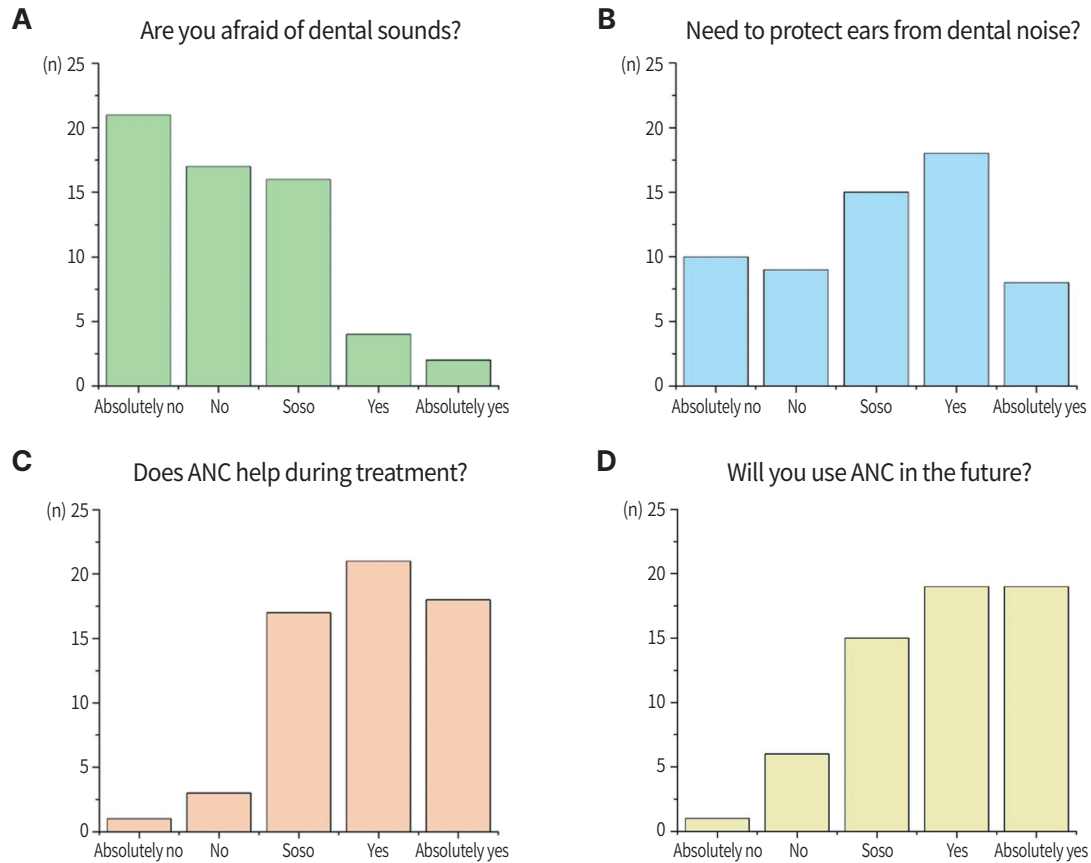 A
Are you afraid of dental sounds?
(n) 25
20
15
10
5
0
Absolutely no No Soso Yes Absolutely yes
B
Need to protect ears from dental noise?
(n) 25
20
15
10
5
0
Absolutely no No Soso Yes Absolutely yes
C
Does ANC help during treatment?
(n) 25
20
15
10
5
0
Absolutely no No Soso Yes Absolutely yes
D
Will you use ANC in the future?
(n) 25
20
15
10
5
0
Absolutely no No Soso Yes Absolutely yes